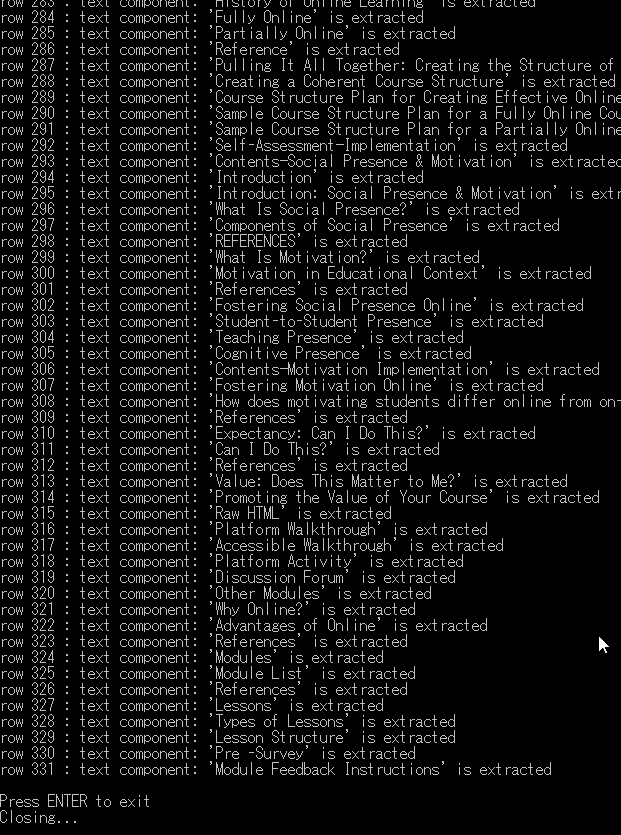 row 283 : text component: 'History of Online Learning' is extracted
row 284 : text component: 'Fully Online' is extracted
row 285 : text component: 'Partially Online' is extracted
row 286 : text component: 'Reference' is extracted
row 287 : text component: 'Pulling It All Together: Creating the Structure of
row 288 : text component: 'Creating a Coherent Course Structure' is extracted
row 289 : text component: 'Course Structure Plan for Creating Effective Online
row 290 : text component: 'Sample Course Structure Plan for a Fully Online Cou
row 291 : text component: 'Sample Course Structure Plan for a Partially Online
row 292 : text component: 'Self-Assessment-Implementation' is extracted
row 293 : text component: 'Contents-Social Presence & Motivation' is extracted
row 294 : text component: 'Introduction' is extracted
row 295 : text component: 'Introduction: Social Presence & Motivation' is extr
row 296 : text component: 'What Is Social Presence?' is extracted
row 297 : text component: 'Components of Social Presence' is extracted
row 298 : text component: 'REFERENCES' is extracted
row 299 : text component: 'What Is Motivation?' is extracted
row 300 : text component: 'Motivation in Educational Context' is extracted
row 301 : text component: 'References' is extracted
row 302 : text component: 'Fostering Social Presence Online' is extracted
row 303 : text component: 'Student-to-Student Presence' is extracted
row 304 : text component: 'Teaching Presence' is extracted
row 305 : text component: 'Cognitive Presence' is extracted
row 306 : text component: 'Contents-Motivation Implementation' is extracted
row 307 : text component: 'Fostering Motivation Online' is extracted
row 308 : text component: 'How does motivating students differ online from on-
row 309 : text component: 'References' is extracted
row 310 : text component: 'Expectancy: Can I Do This?' is extracted
row 311 : text component: 'Can I Do This?' is extracted
row 312 : text component: 'References' is extracted
row 313 : text component: 'Value: Does This Matter to Me?' is extracted
row 314 : text component: 'Promoting the Value of Your Course' is extracted
row 315 : text component: 'Raw HTML' is extracted
row 316 : text component: 'Platform Walkthrough' is extracted
row 317 : text component: 'Accessible Walkthrough' is extracted
row 318 : text component: 'Platform Activity' is extracted
row 319 : text component: 'Discussion Forum' is extracted
row 320 : text component: 'Other Modules' is extracted
row 321 : text component: 'Why Online?' is extracted
row 322 : text component: 'Advantages of Online' is extracted
row 323 : text component: 'References' is extracted
row 324 : text component: 'Modules' is extracted
row 325 : text component: 'Module List' is extracted
row 326 : text component: 'References' is extracted
row 327 : text component: 'Lessons' is extracted
row 328 : text component: 'Types of Lessons' is extracted
row 329 : text component: 'Lesson Structure' is extracted
row 330 : text component: 'Pre -Survey' is extracted
row 331 : text component: 'Module Feedback Instructions' is extracted
Press ENTER to exit
Closing...